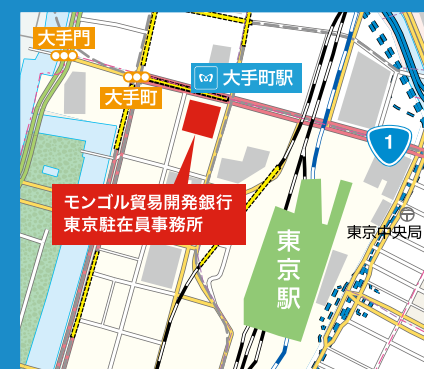 大手門
大手町駅
大手町
1
モンゴル貿易開発銀行
東京駐在員事務所
東京中央局
東京駅